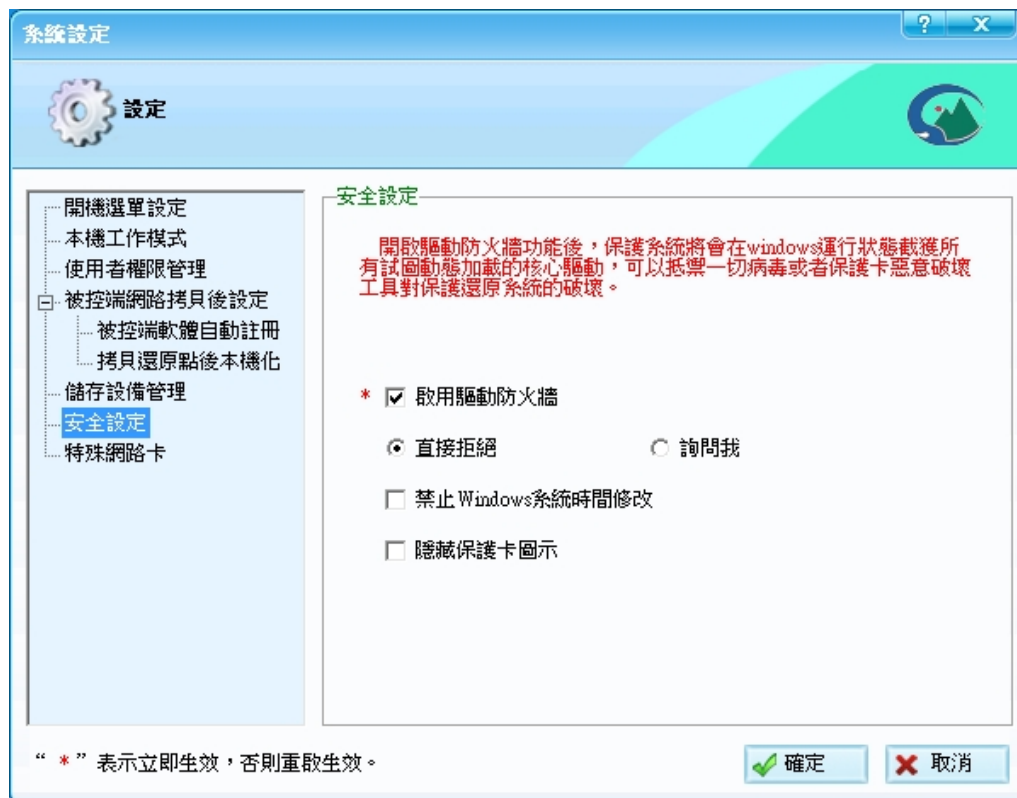 系統設定
設定
開機選單設定
本機工作模式
使用者權限管理
被控端網路拷貝後設定
被控端軟體自動註冊
拷貝還原點後本機化
儲存設備管理
安全設定
特殊網路卡
安全設定
開啟驅動防火牆功能後，保護系統將會在windows運行狀態截獲所
有試圖動態加載的核心驅動，可以抵禦一切病毒或者保護卡惡意破壞
工具對保護還原系統的破壞。
* 啟用驅動防火牆
直接拒絕 詢問我
禁止Windows系統時間修改
隱藏保護卡圖示
“ * ” 表示立即生效，否則重啟生效。
確定 取消